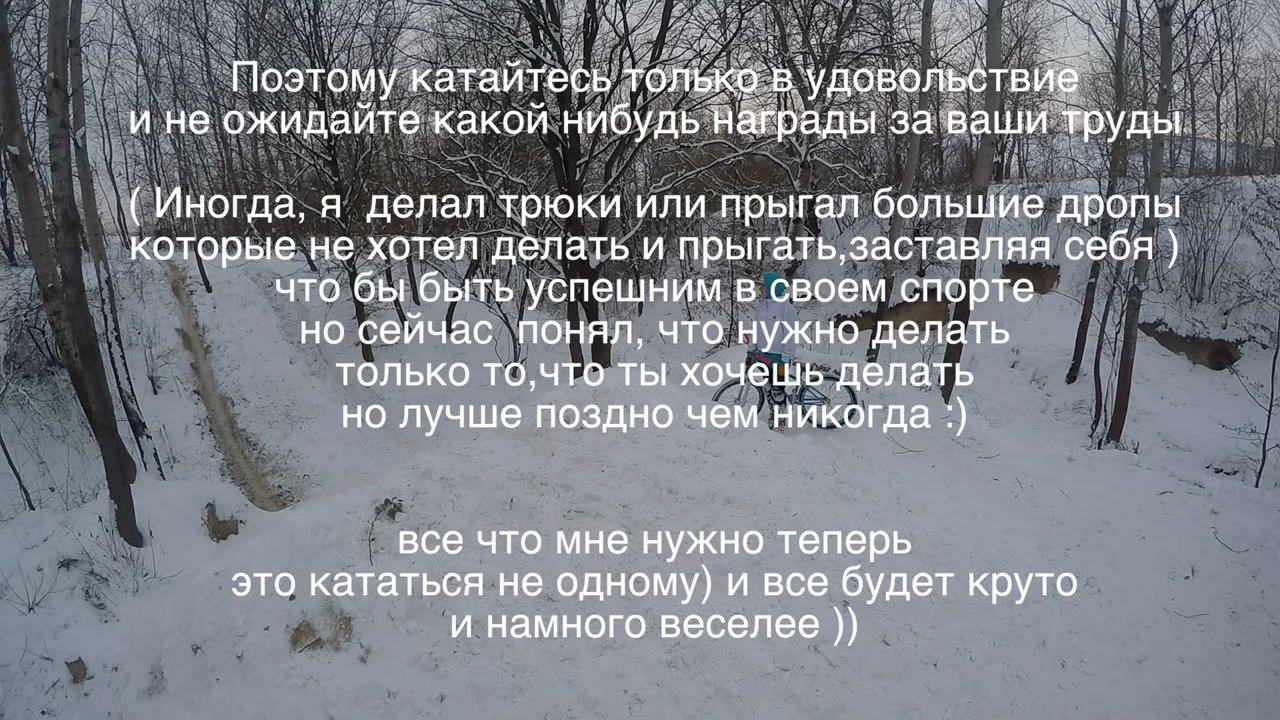 Поэтому катайтесь только в удовольствие
и не ожидайте какой нибудь награды за ваши труды
( Иногда, я  делал трюки или прыгал большие дропы
которые не хотел делать и прыгать,заставляя себя )
что бы быть успешним в своем спорте
но сейчас  понял, что нужно делать
только то,что ты хочешь делать
но лучше поздно чем никогда :)
все что мне нужно теперь
это кататься не одному) и все будет круто
и намного веселее ))